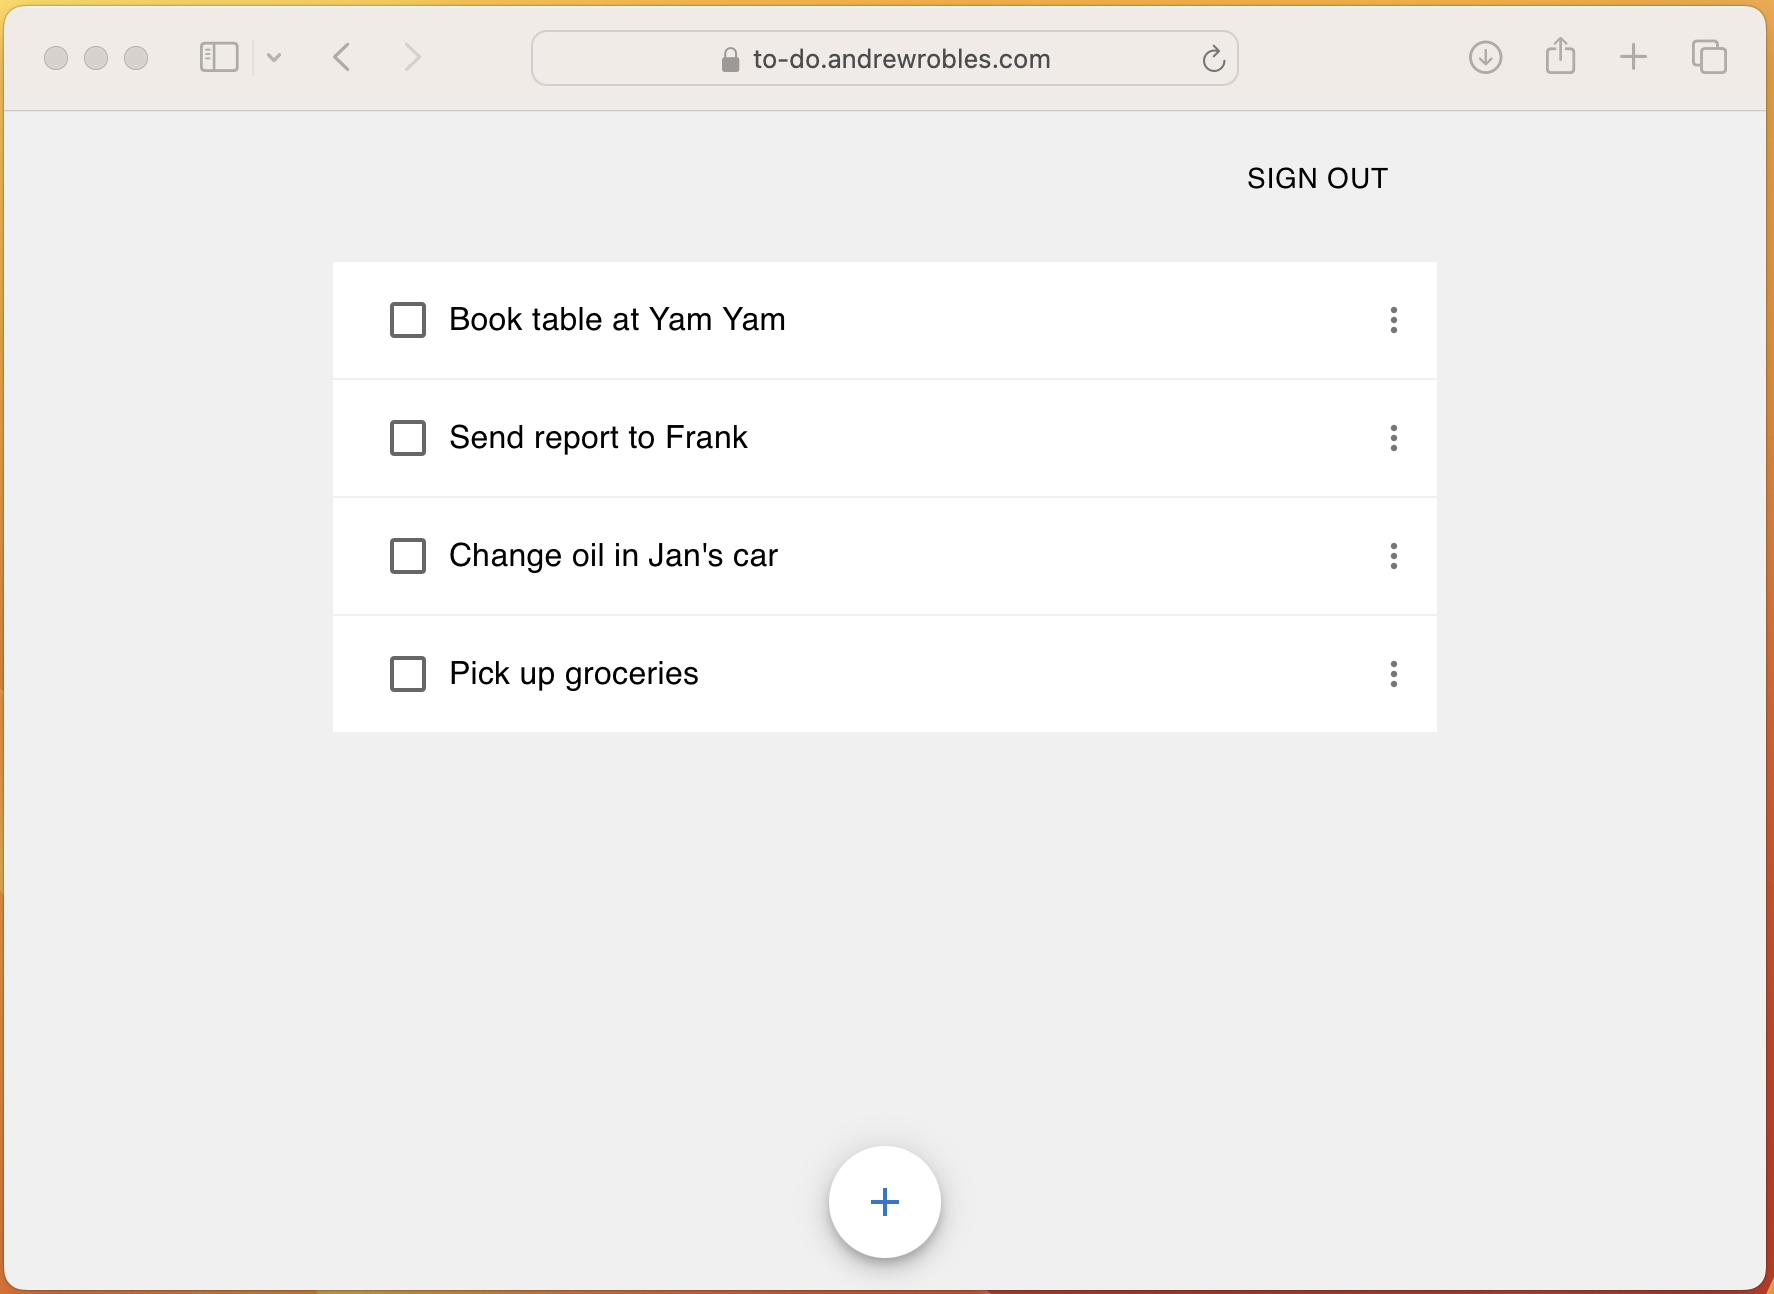 to-do.andrewrobles.com
SIGN OUT
Book table at Yam Yam
Send report to Frank
Change oil in Jan's car
Pick up groceries